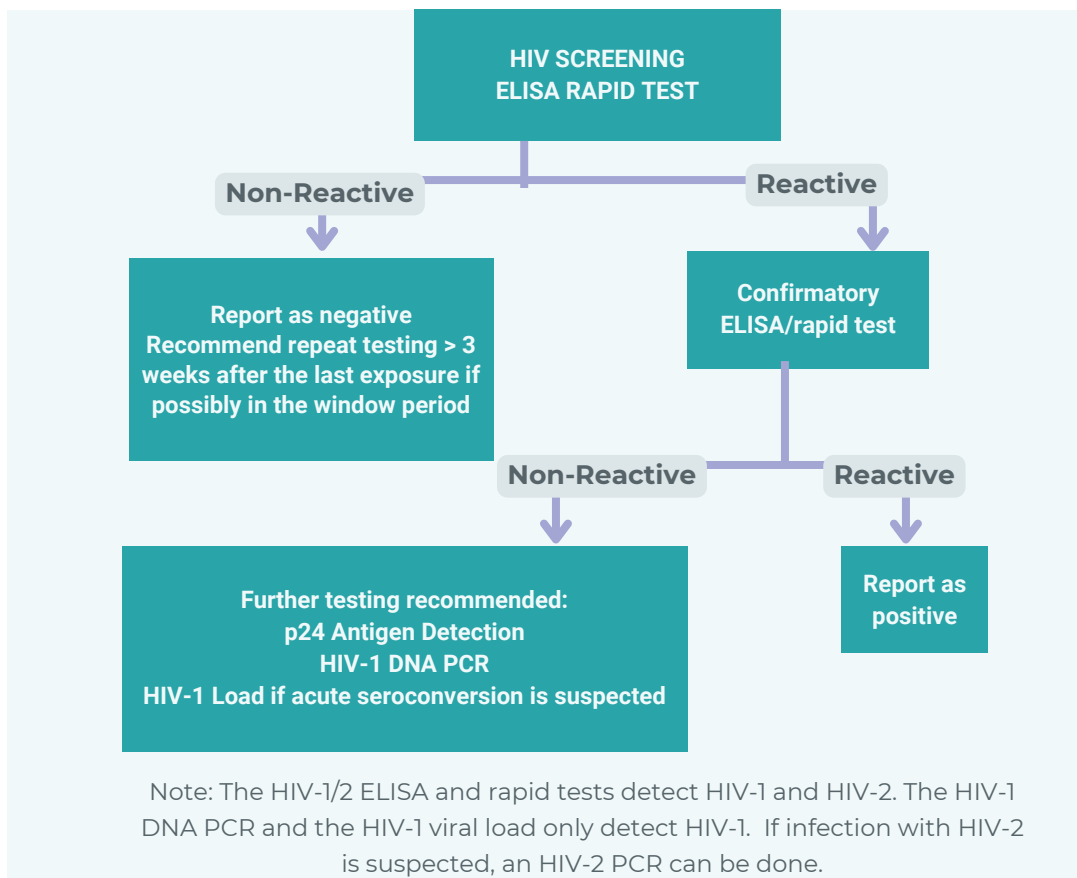 HIV SCREENING
ELISA RAPID TEST
Non-Reactive
Reactive
Report as negative
Recommend repeat testing > 3
weeks after the last exposure if
possibly in the window period
Confirmatory
ELISA/rapid test
Non-Reactive
Reactive
Further testing recommended:
p24 Antigen Detection
HIV-1 DNA PCR
HIV-1 Load if acute seroconversion is suspected
Report as
positive
Note: The HIV-1/2 ELISA and rapid tests detect HIV-1 and HIV-2. The HIV-1
DNA PCR and the HIV-1 viral load only detect HIV-1.  If infection with HIV-2
is suspected, an HIV-2 PCR can be done.